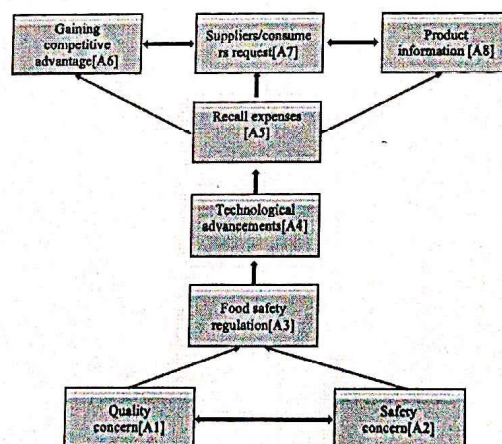 Gaining
competitive
advantage[A6]
Suppliers/consume
rs request[A7]
Product
information [A8]
Recall expenses
[A5]
Technological
advancements[A4]
Food safety
regulation[A3]
Quality
concern[A1]
Safety
concern[A2]